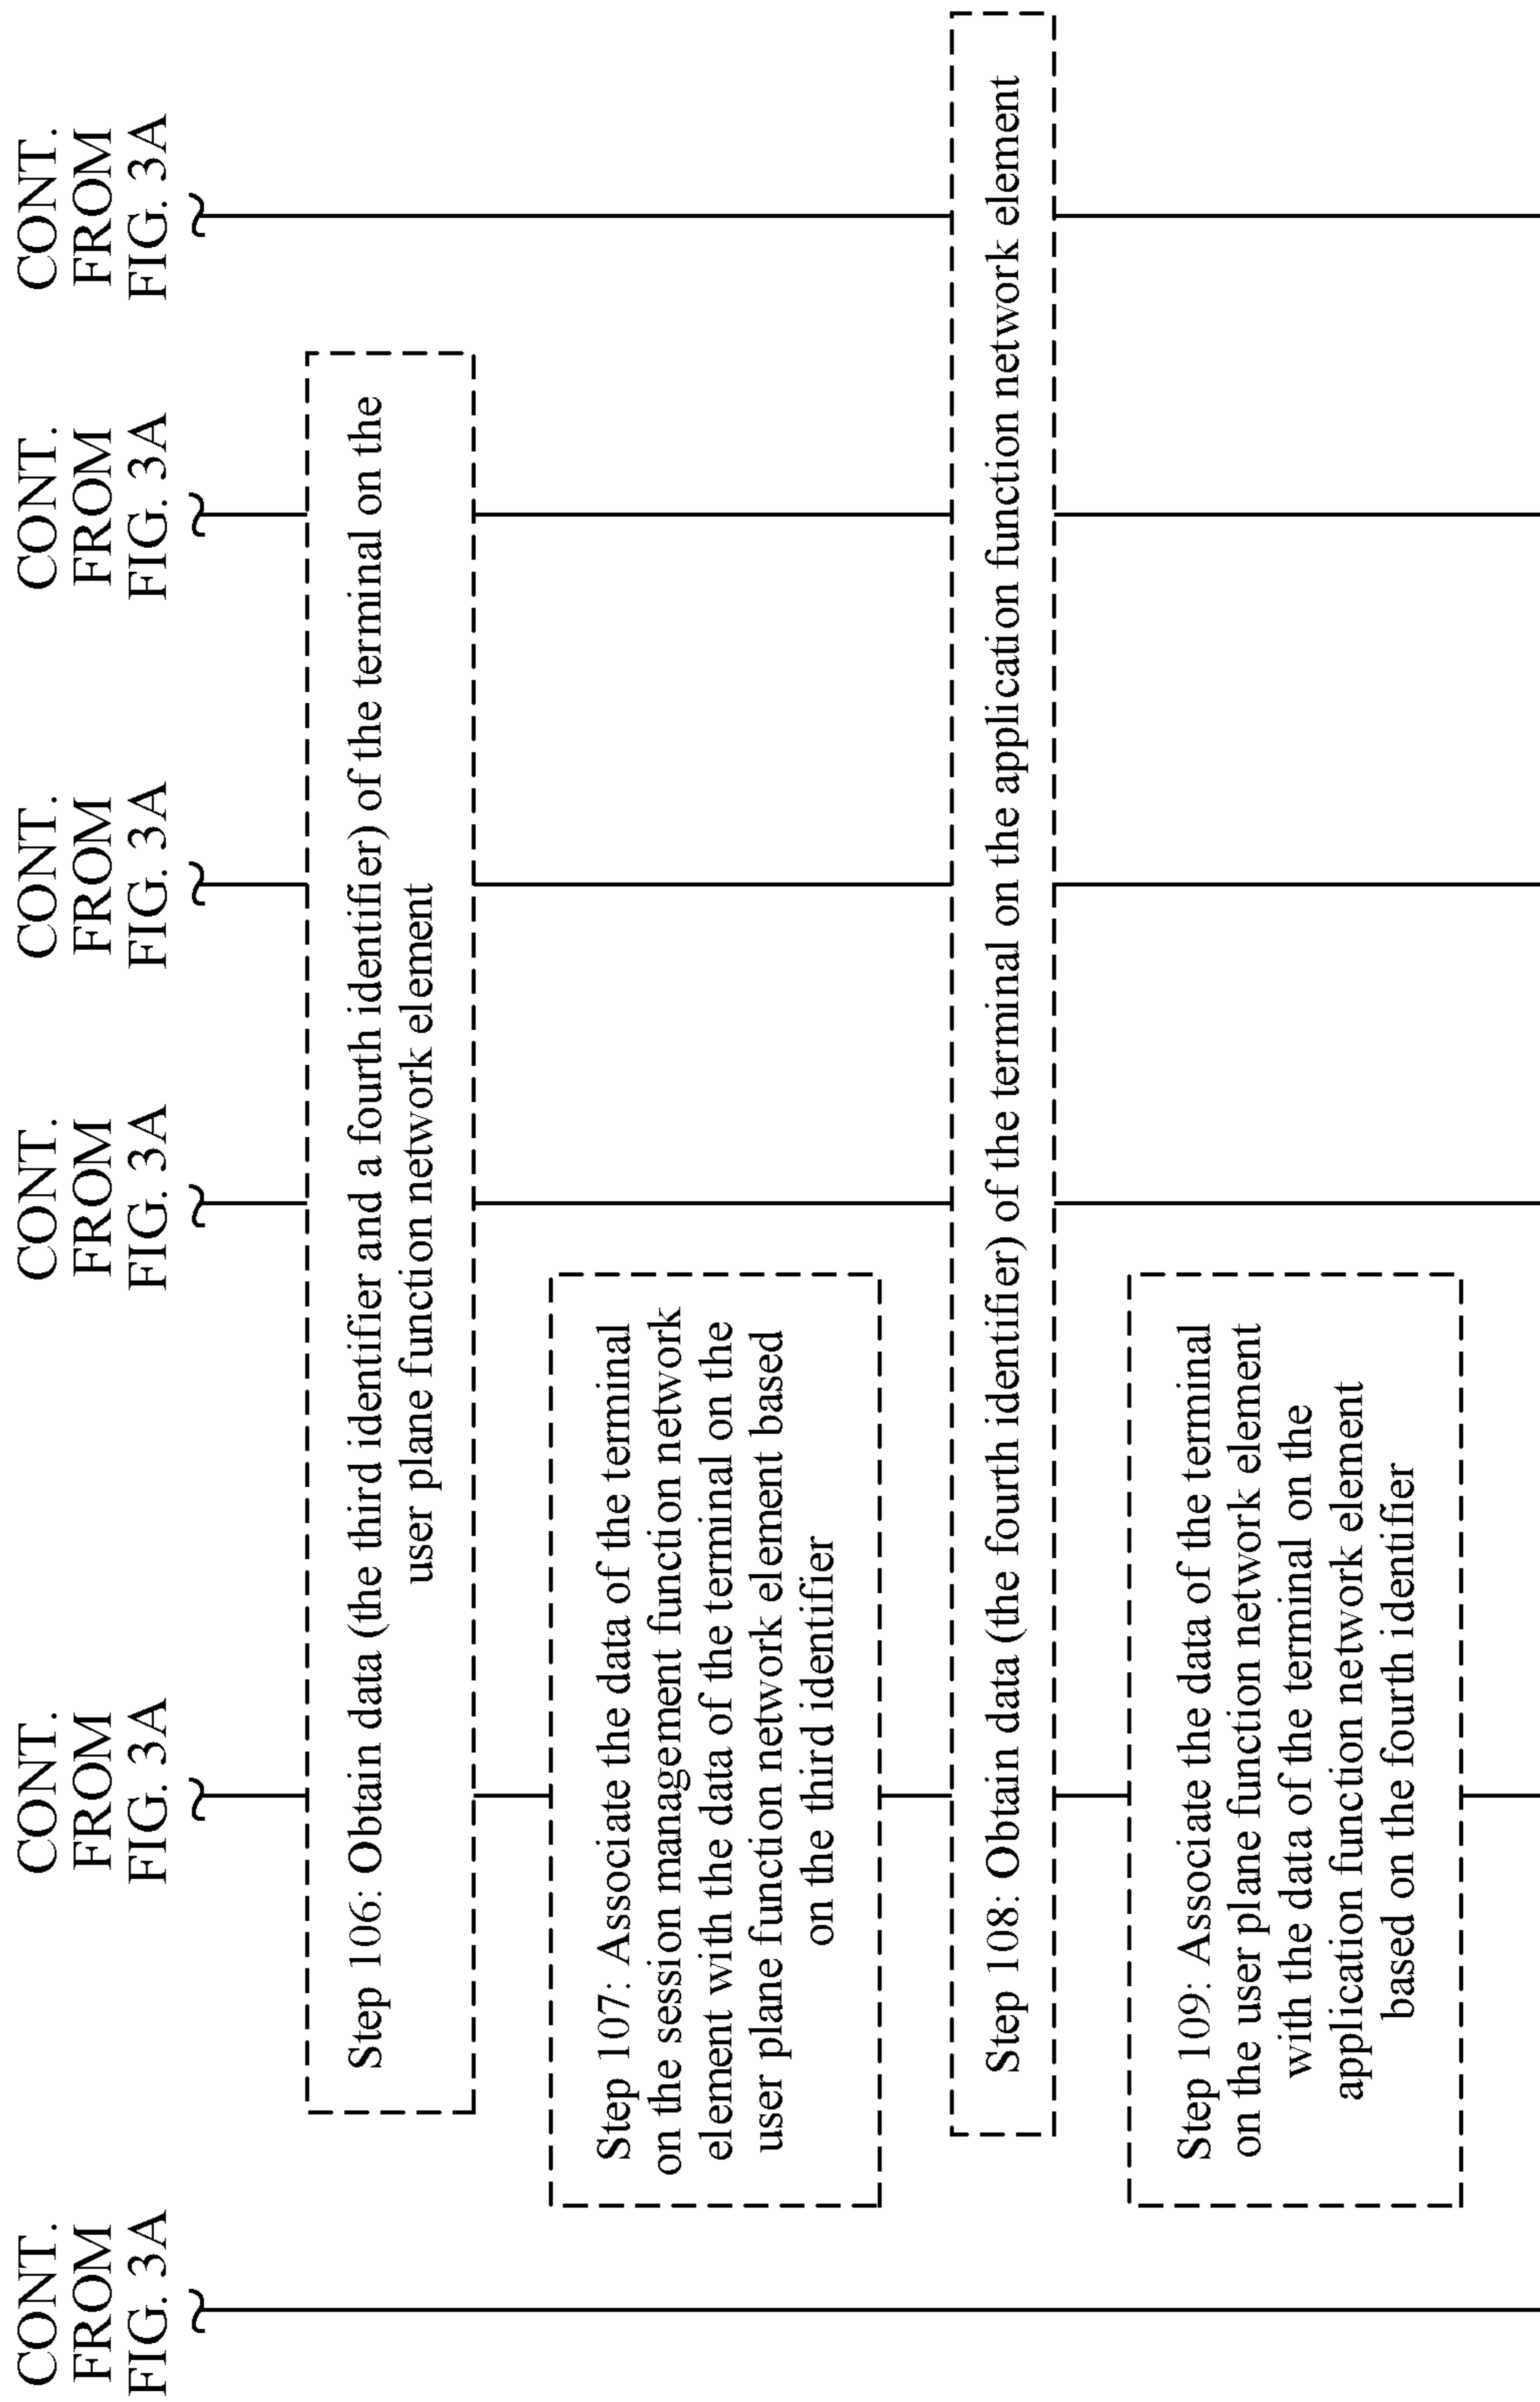 CONT.
FROM
FIG. 3A
CONT.
FROM
FIG. 3A
CONT.
FROM
FIG. 3A
CONT.
FROM
FIG. 3A
CONT.
FROM
FIG. 3A
CONT.
FROM
FIG. 3A
Step 106: Obtain data (the third identifier and a fourth identifier) of the terminal on the
user plane function network element
Step 107: Associate the data of the terminal
on the session management function network
element with the data of the terminal on the
user plane function network element based
on the third identifier
Step 108: Obtain data (the fourth identifier) of the terminal on the application function network element
Step 109: Associate the data of the terminal
on the user plane function network element
with the data of the terminal on the
application function network element
based on the fourth identifier